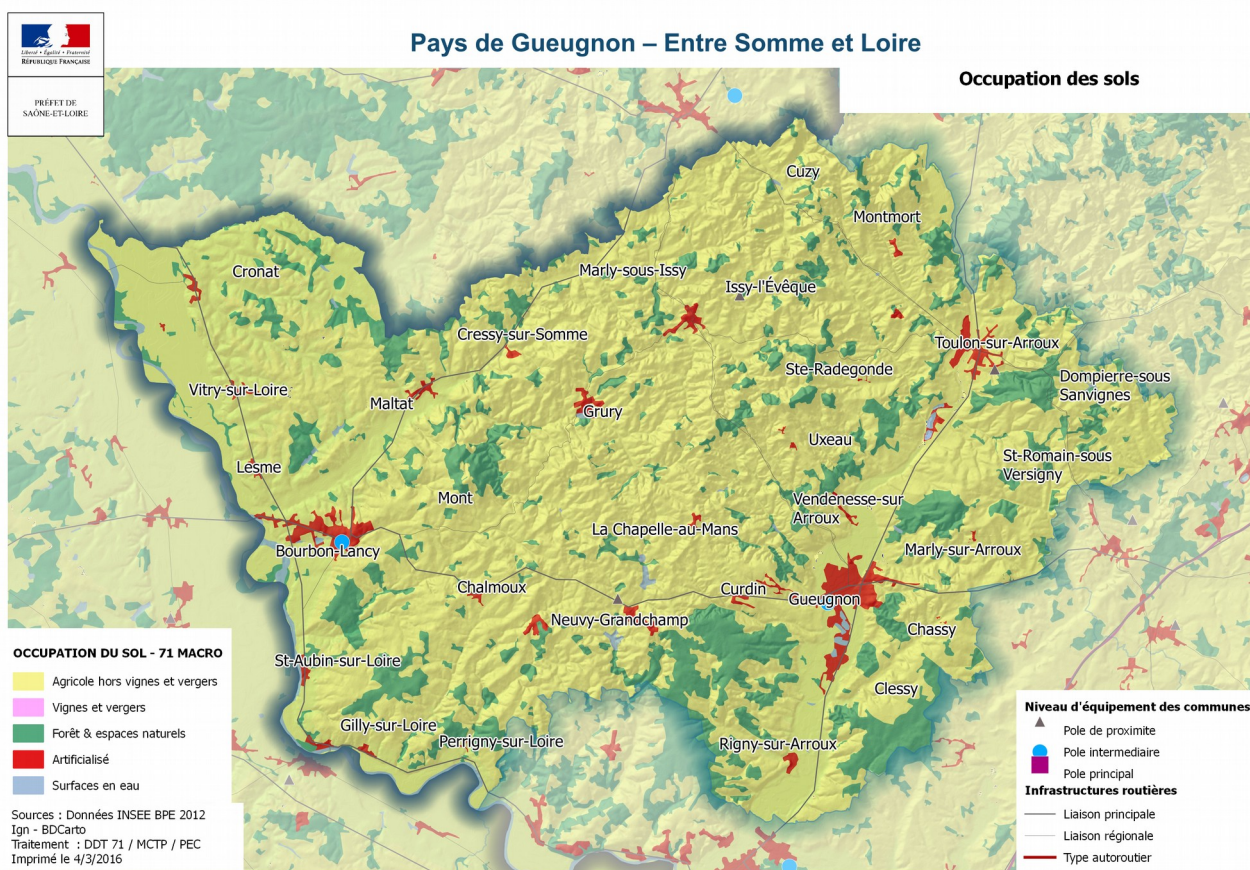 Liberté • Égalité • Fraternité
RÉPUBLIQUE FRANÇAISE
PRÉFET DE
SAÔNE-ET-LOIRE
Pays de Gueugnon – Entre Somme et Loire
Occupation des sols
Cuzy
Montmort
Cronat
Marly-sous-Issy
Issy-l'Évêque
Cressy-sur-Somme
Toulon-sur-Arroux
Ste-Radegonde
Dompierre-sous
Sanvignes
Vitry-sur-Loire
Maltat
Grury
Uxeau
St-Romain-sous
Versigny
Lesme
Mont
Vendenesse-sur
Arroux
La Chapelle-au-Mans
Bourbon-Lancy
Marly-sur-Arroux
Chalmoux
Curdin
Gueugnon
Neuvy-Grandchamp
Chassy
St-Aubin-sur-Loire
Clessy
Gilly-sur-Loire
Perrigny-sur-Loire
Rigny-sur-Arroux
OCCUPATION DU SOL - 71 MACRO
Agricole hors vignes et vergers
Vignes et vergers
Forêt & espaces naturels
Artificialisé
Surfaces en eau
Sources : Données INSEE BPE 2012
Ign - BDCarto
Traitement : DDT 71 / MCTP / PEC
Imprimé le 4/3/2016
Niveau d'équipement des communes
Pole de proximite
Pole intermediaire
Pole principal
Infrastructures routières
Liaison principale
Liaison régionale
Type autoroutier